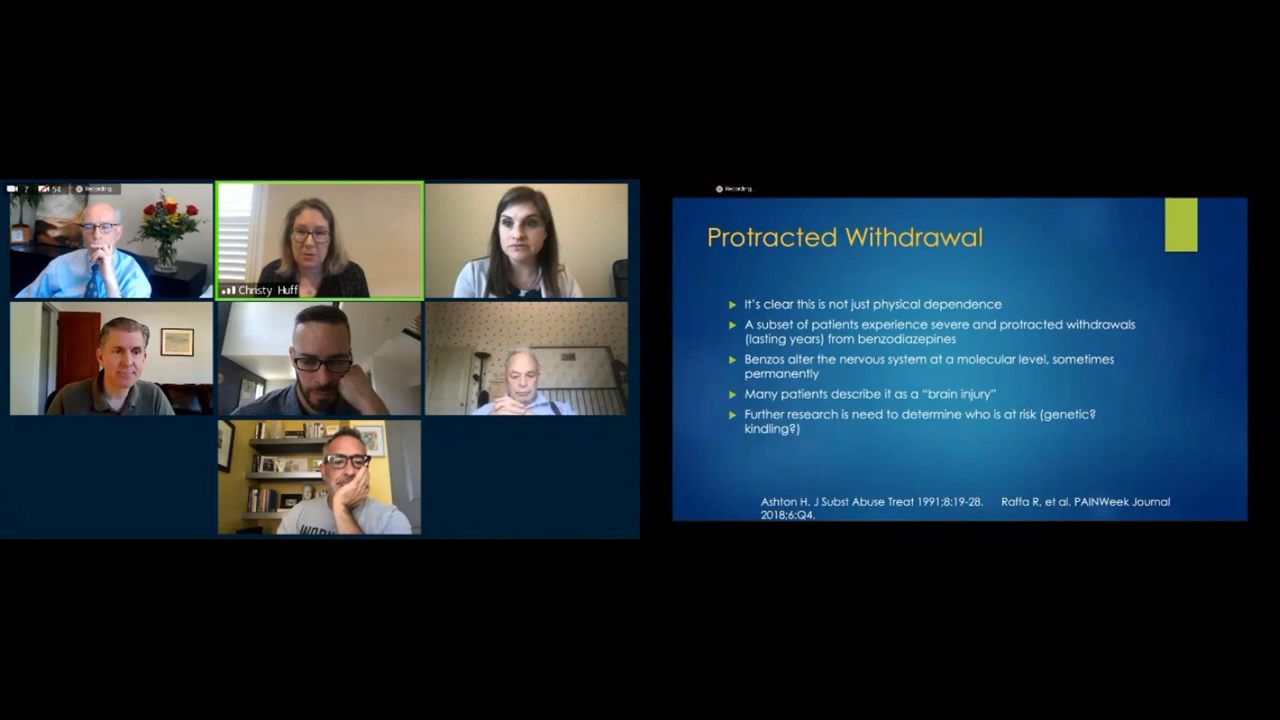 7 54 Recording...
Christy Huff
WORK
Recording...
Protracted Withdrawal
It's clear this is not just physical dependence
A subset of patients experience severe and protracted withdrawals
(lasting years) from benzodiazepines
Benzos alter the nervous system at a molecular level, sometimes
permanently
Many patients describe it as a "brain injury"
Further research is need to determine who is at risk (genetic?
kindling?)
Ashton H. J Subst Abuse Treat 1991;8:19-28. Raffa R, et al. PAINWeek Journal
2018;6:Q4.